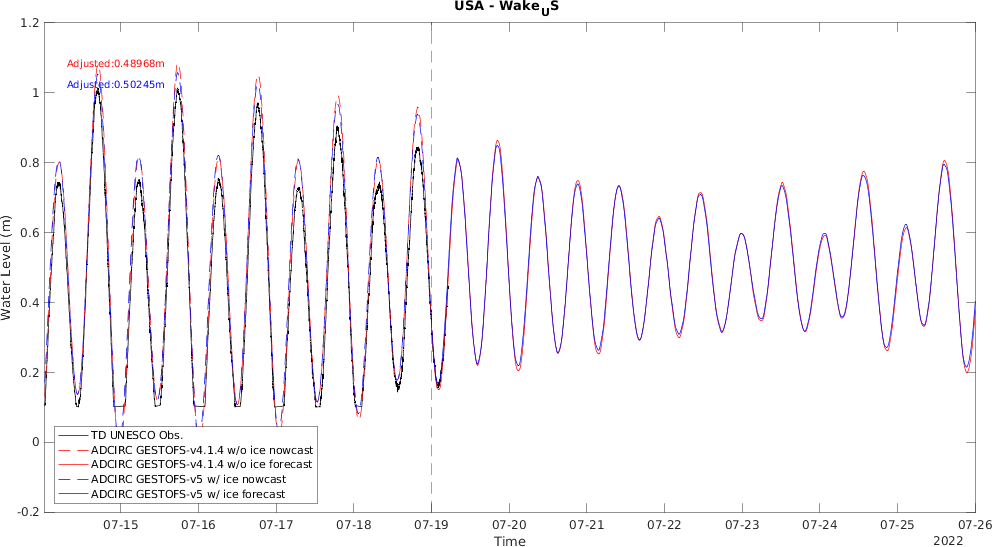 USA - WakeUS
1.2
1
0.8
0.6
0.4
0.2
0
-0.2
Water Level (m)
Adjusted:0.48968m
Adjusted:0.50245m
TD UNESCO Obs.
ADCIRC GESTOFS-v4.1.4 w/o ice nowcast
ADCIRC GESTOFS-v4.1.4 w/o ice forecast
ADCIRC GESTOFS-v5 w/ ice nowcast
ADCIRC GESTOFS-v5 w/ ice forecast
07-15 07-16 07-17 07-18 07-19 07-20 07-21 07-22 07-23 07-24 07-25 07-26
Time
2022